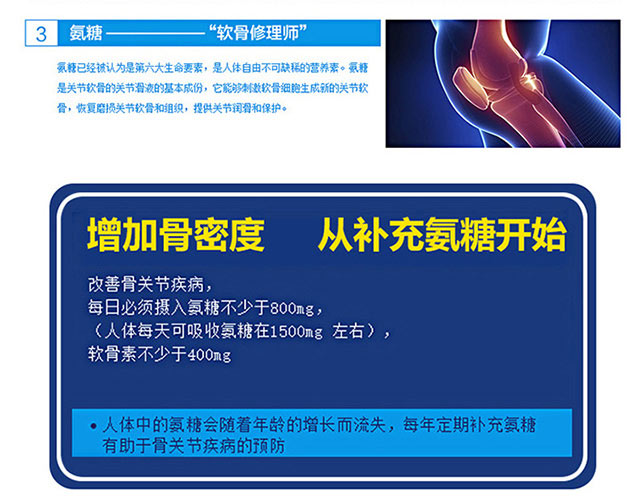 3 氨糖——————“软骨修理师”
氨糖已经被认为是第六大生命要素，是人体自由不可缺稀的营养素。氨糖
是关节软骨的关节滑液的基本成份，它能够刺激软骨细胞生成新的关节软
骨，恢复磨损关节软骨和组织，提供关节润滑和保护。
增加骨密度 从补充氨糖开始
改善骨关节疾病，
每日必须摄入氨糖不少于800mg，
（人体每天可吸收氨糖在1500mg 左右），
软骨素不少于400mg
•人体中的氨糖会随着年龄的增长而流失，每年定期补充氨糖
有助于骨关节疾病的预防